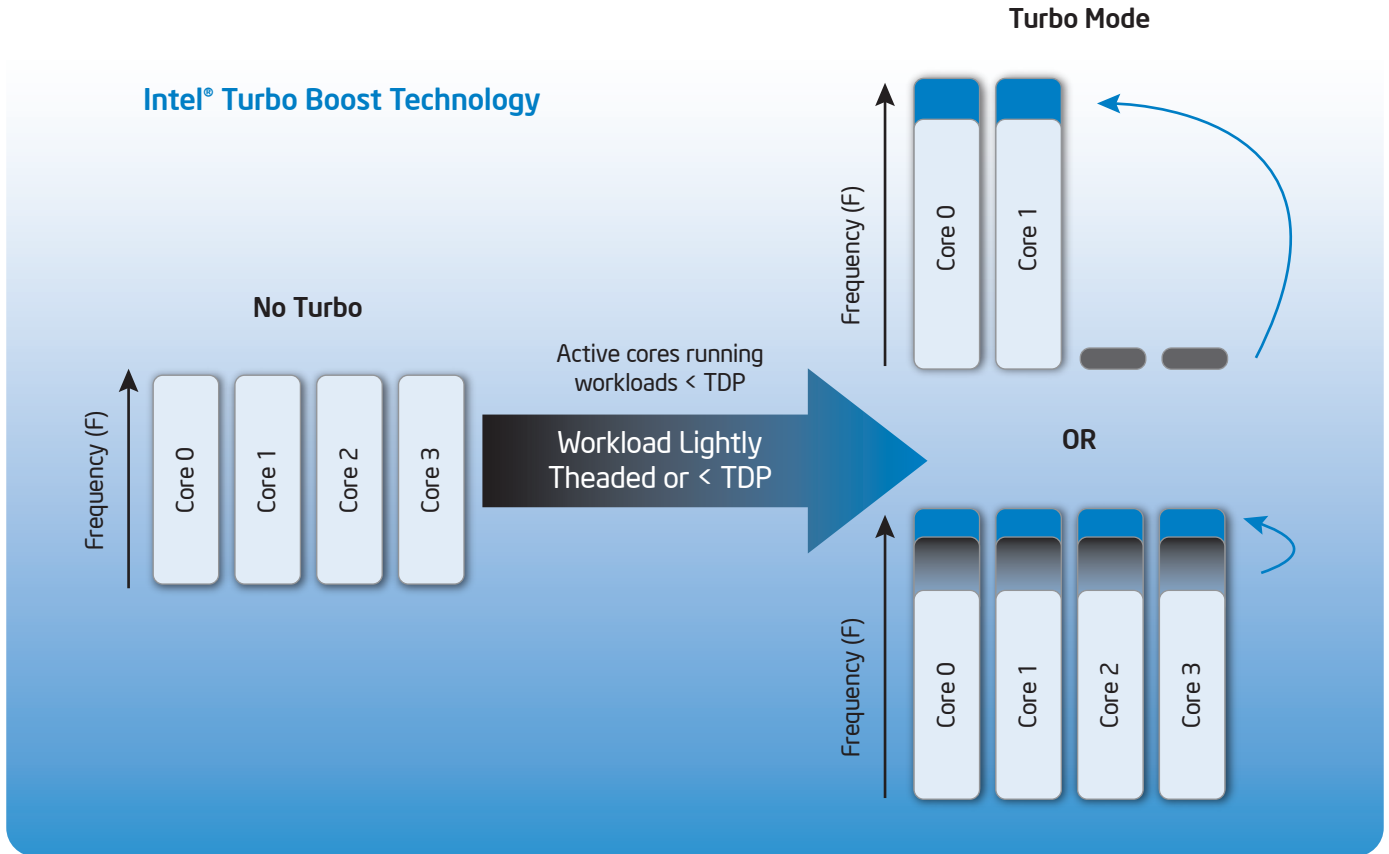 Turbo Mode
Intel® Turbo Boost Technology
No Turbo
Frequency (F)
Core 0
Core 1
Core 2
Core 3
Active cores running
workloads < TDP
Workload Lightly
Theaded or < TDP
Frequency (F)
Core 0
Core 1
OR
Frequency (F)
Core 0
Core 1
Core 2
Core 3